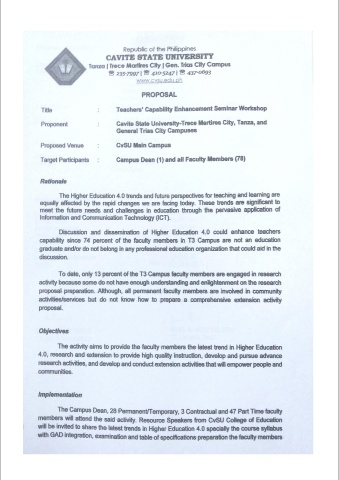 Republic of the Philippines
CAVITE STATE UNIVERSITY
Tanza | Trece Martires City | Gen. Trias City Campus
☎ 235-7997 | ☎ 410-5247 | ☎ 437-0693
www.cvsu.edu.ph
PROPOSAL
Title : Teachers' Capability Enhancement Seminar Workshop
Proponent : Cavite State University-Trece Martires City, Tanza, and
General Trias City Campuses
Proposed Venue : CvSU Main Campus
Target Participants : Campus Dean (1) and all Faculty Members (78)
Rationale
The Higher Education 4.0 trends and future perspectives for teaching and learning are
equally affected by the rapid changes we are facing today. These trends are significant to
meet the future needs and challenges in education through the pervasive application of
Information and Communication Technology (ICT).
Discussion and dissemination of Higher Education 4.0 could enhance teachers
capability since 74 percent of the faculty members in T3 Campus are not an education
graduate and/or do not belong in any professional education organization that could aid in the
discussion.
To date, only 13 percent of the T3 Campus faculty members are engaged in research
activity because some do not have enough understanding and enlightenment on the research
proposal preparation. Although, all permanent faculty members are involved in community
activities/services but do not know how to prepare a comprehensive extension activity
proposal.
Objectives
The activity aims to provide the faculty members the latest trend in Higher Education
4.0, research and extension to provide high quality instruction, develop and pursue advance
research activities, and develop and conduct extension activities that will empower people and
communities.
Implementation
The Campus Dean, 28 Permanent/Temporary, 3 Contractual and 47 Part Time faculty
members will attend the said activity. Resource Speakers from CvSU College of Education
will be invited to share the latest trends in Higher Education 4.0 specially the course syllabus
with GAD integration, examination and table of specifications preparation the faculty members